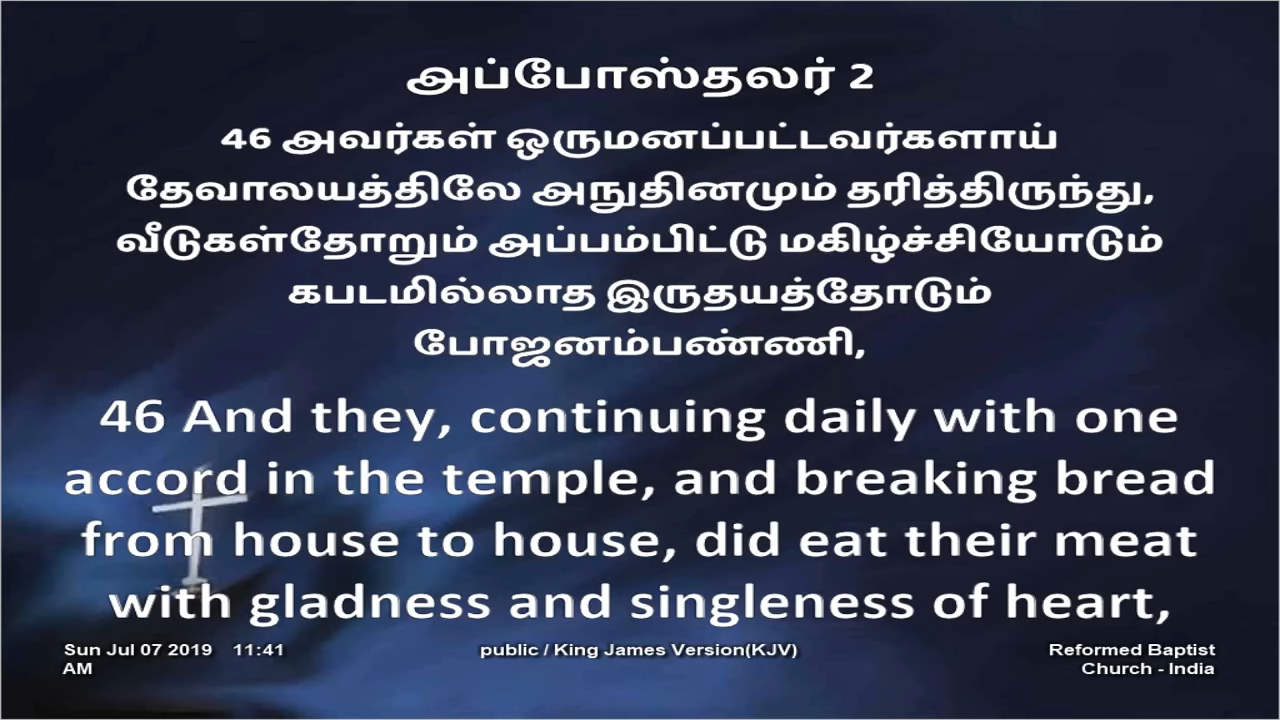 அப்போஸ்தலர் 2
46 அவர்கள் ஒருமனப்பட்டவர்களாய்
தேவாலயத்திலே அநுதினமும் தரித்திருந்து,
வீடுகள்தோறும் அப்பம்பிட்டு மகிழ்ச்சியோடும்
கபடமில்லாத இருதயத்தோடும்
போஜனம்பண்ணி,
46 And they, continuing daily with one
accord in the temple, and breaking bread
from house to house, did eat their meat
with gladness and singleness of heart,
Sun Jul 07 2019 11:41
AM
public / King James Version(KJV)
Reformed Baptist
Church - India